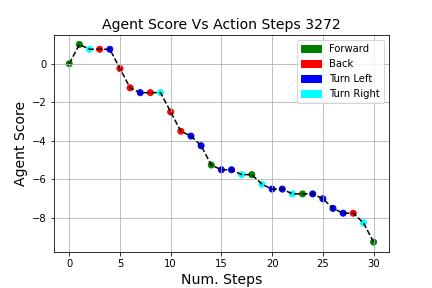 Agent Score Vs Action Steps 3272
Forward
Back
Turn Left
Turn Right
Agent Score
0
−2
−4
−6
−8
0 5 10 15 20 25 30
Num. Steps